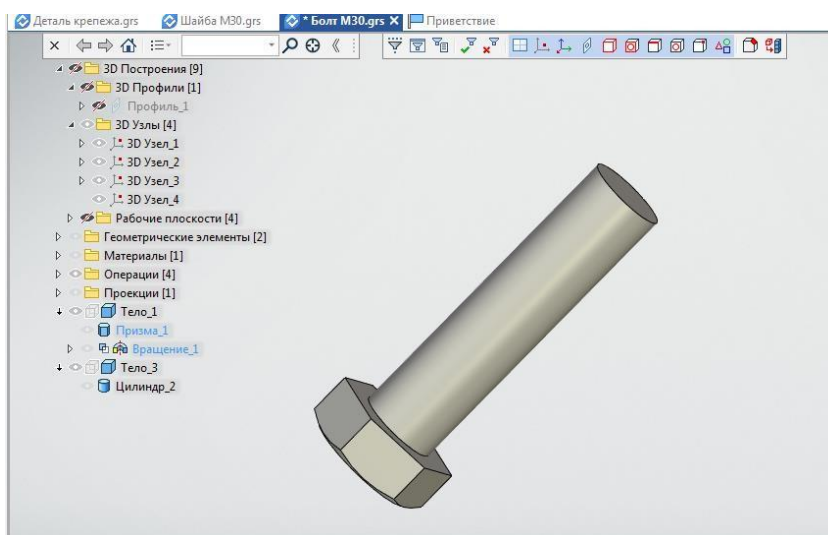 Деталь крепежа.grs Шайба М30.grs * Болт М30.grs X Приветствие
3D Построения [9]
3D Профили [1]
Профиль_1
3D Узлы [4]
3D Узел_1
3D Узел_2
3D Узел_3
3D Узел_4
Рабочие плоскости [4]
Геометрические элементы [2]
Материалы [1]
Операции [4]
Проекции [1]
Тело_1
Призма_1
Вращение_1
Тело_3
Цилиндр_2